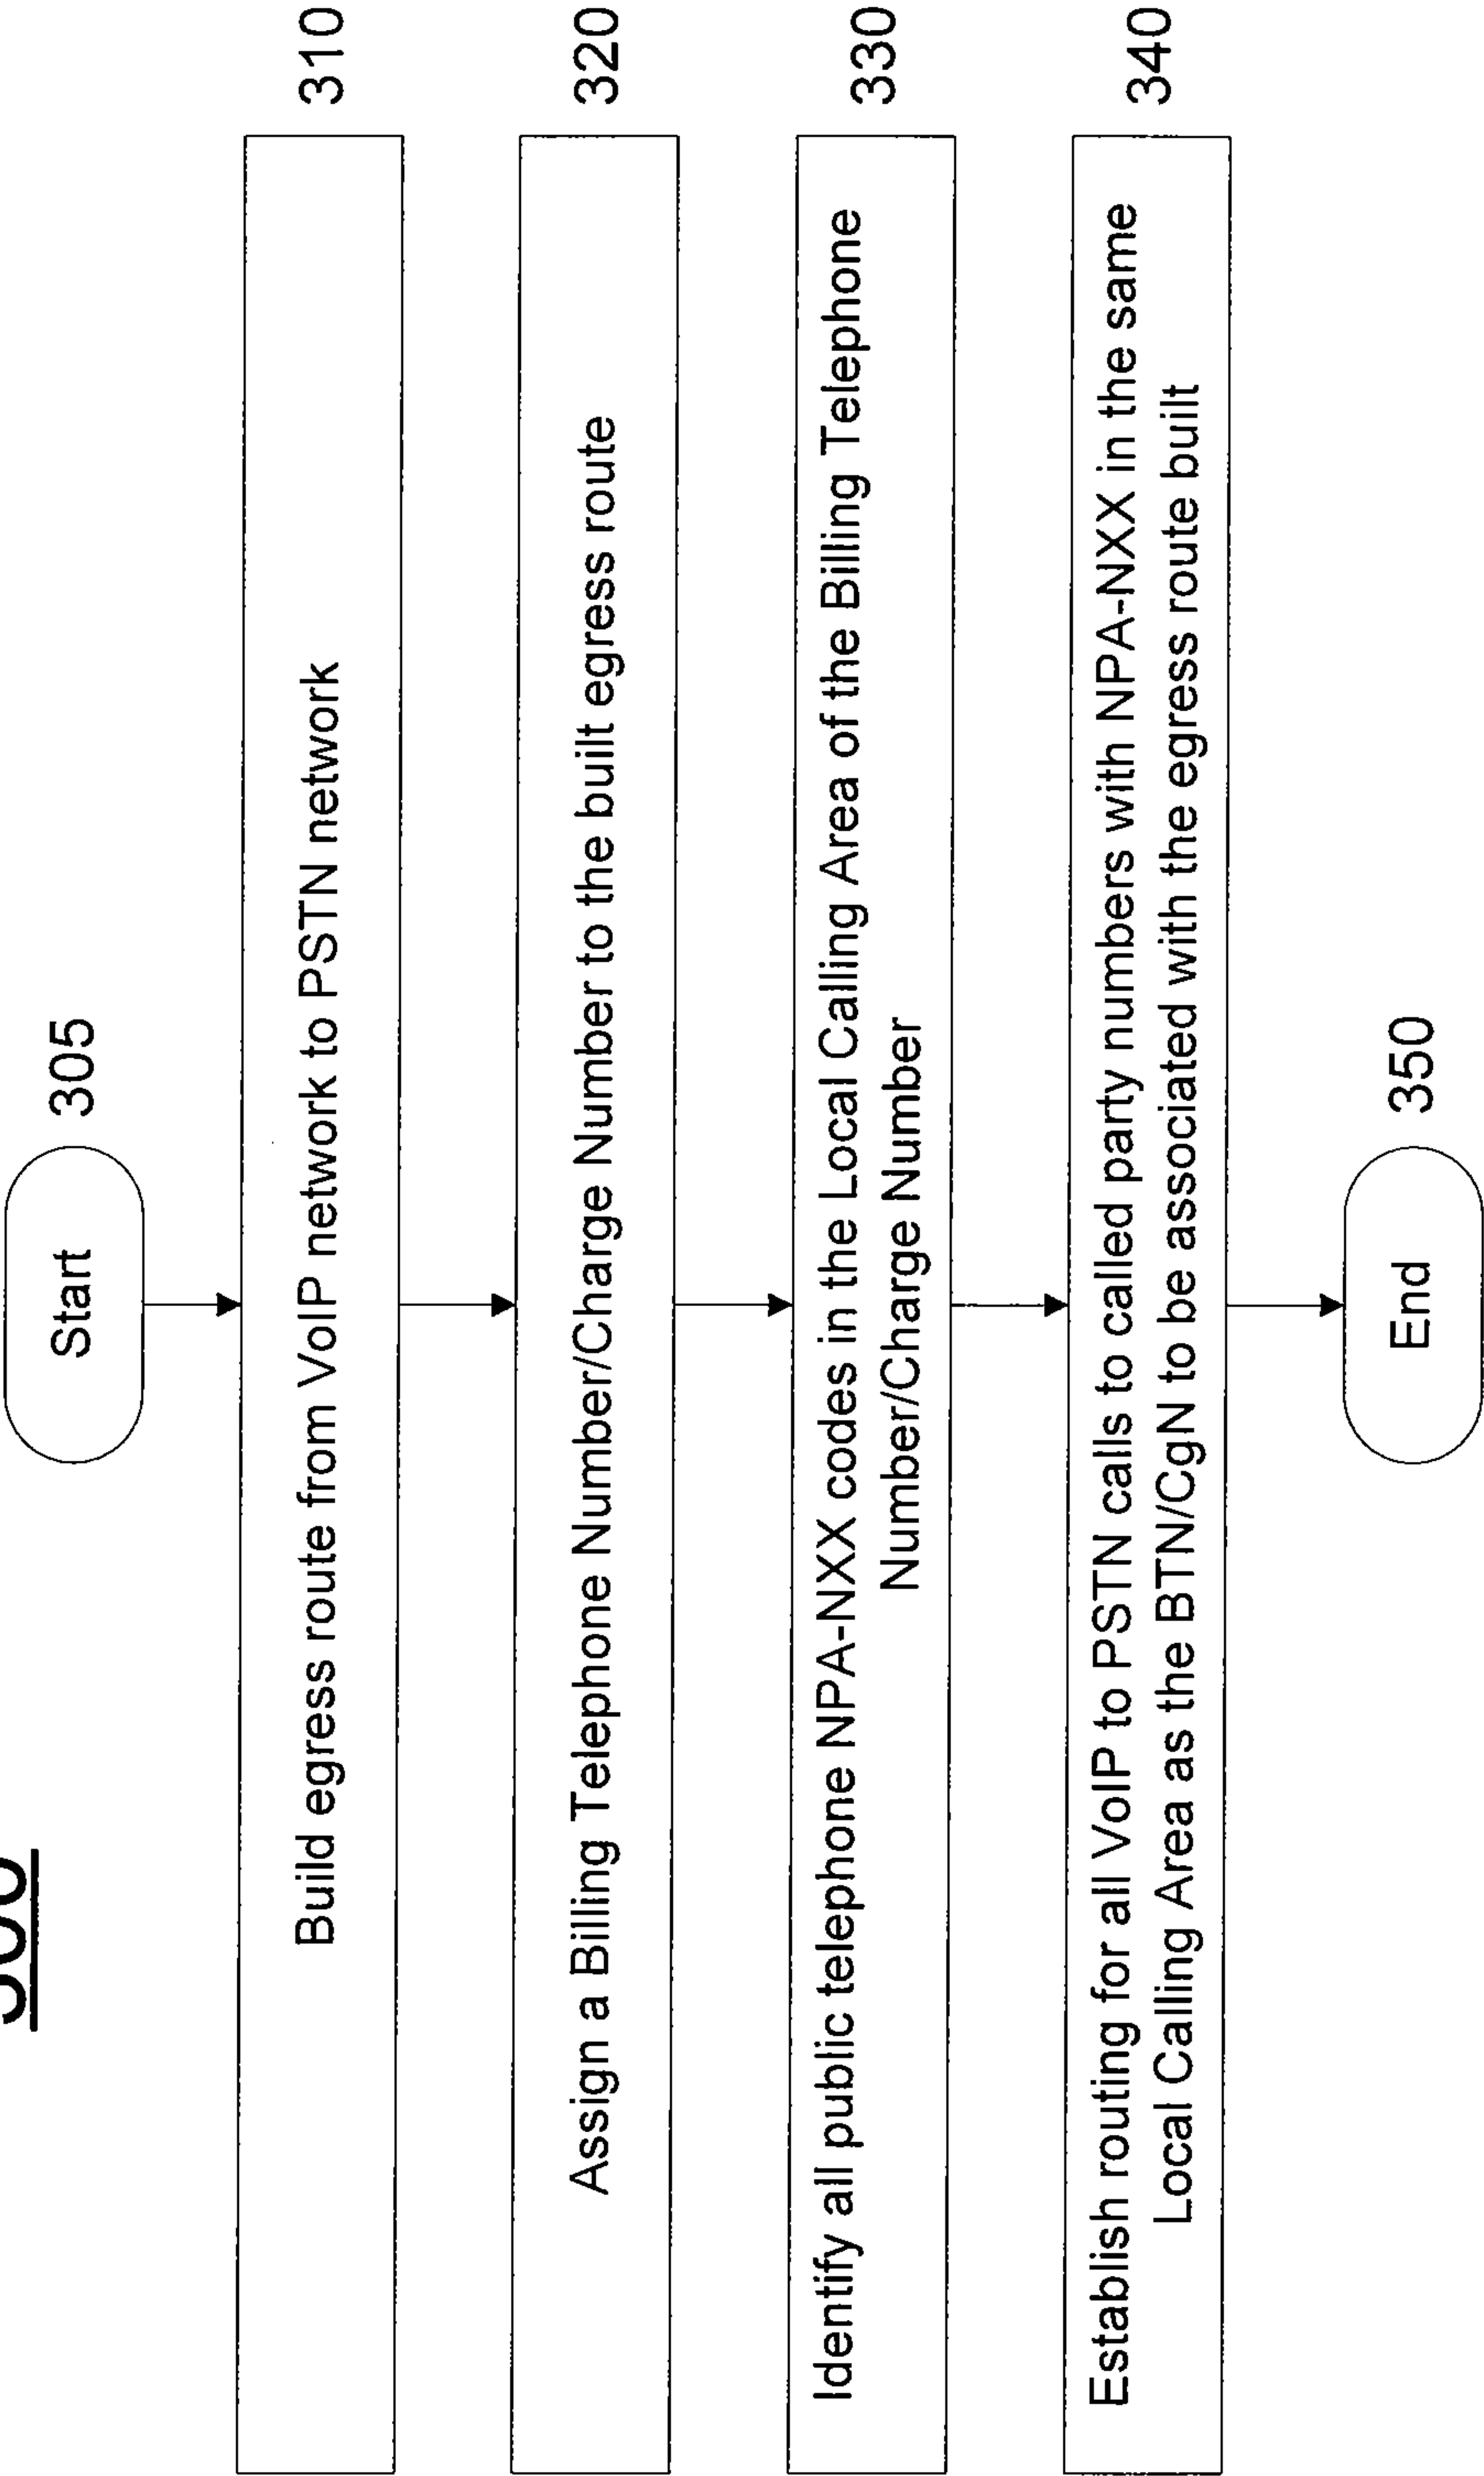 Start 305
Build egress route from VoIP network to PSTN network 310
Assign a Billing Telephone Number/Charge Number to the built egress route 320
Identify all public telephone NPA-NXX codes in the Local Calling Area of the Billing Telephone
Number/Charge Number
330
Establish routing for all VoIP to PSTN calls to called party numbers with NPA-NXX in the same
Local Calling Area as the BTN/CgN to be associated with the egress route built
340
End 350